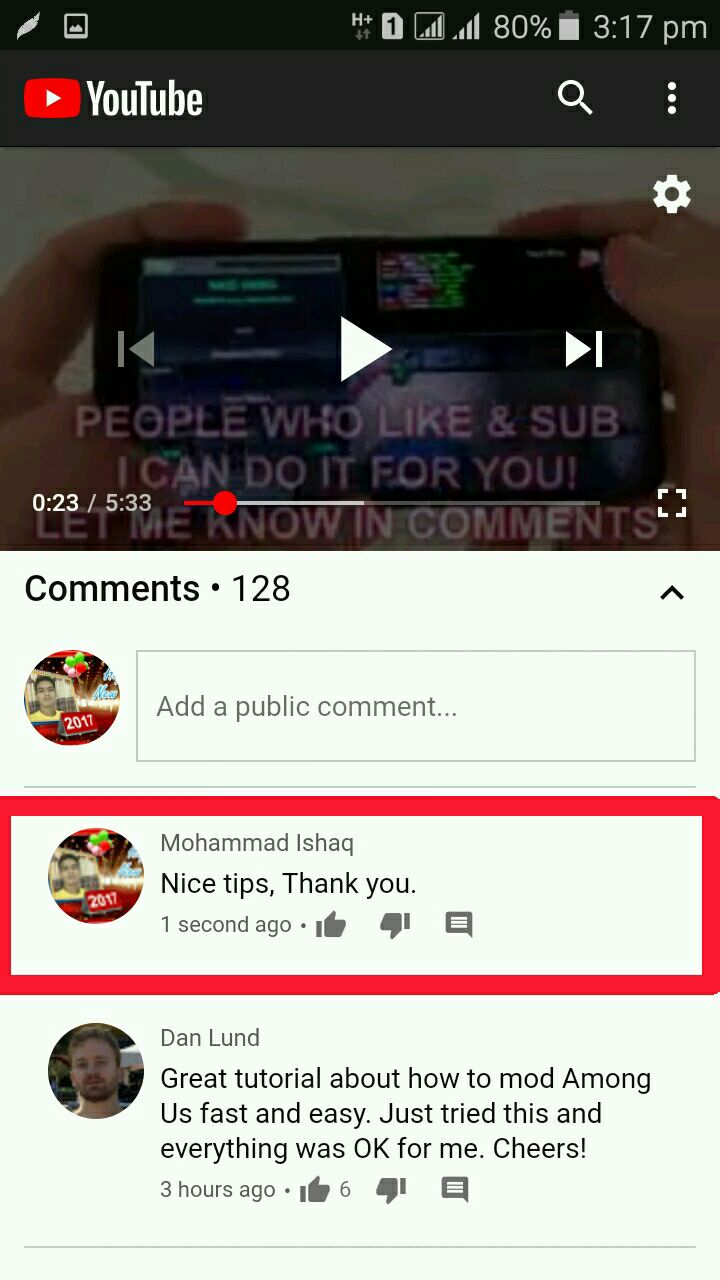 H+ 1 80% 3:17 pm
YouTube
PEOPLE WHO LIKE & SUB
I CAN DO IT FOR YOU!
0:23 / 5:33
LET ME KNOW IN COMMENTS
Comments • 128
2017
Add a public comment...
Mohammad Ishaq
2017
Nice tips, Thank you.
1 second ago •
Dan Lund
Great tutorial about how to mod Among
Us fast and easy. Just tried this and
everything was OK for me. Cheers!
3 hours ago • 6